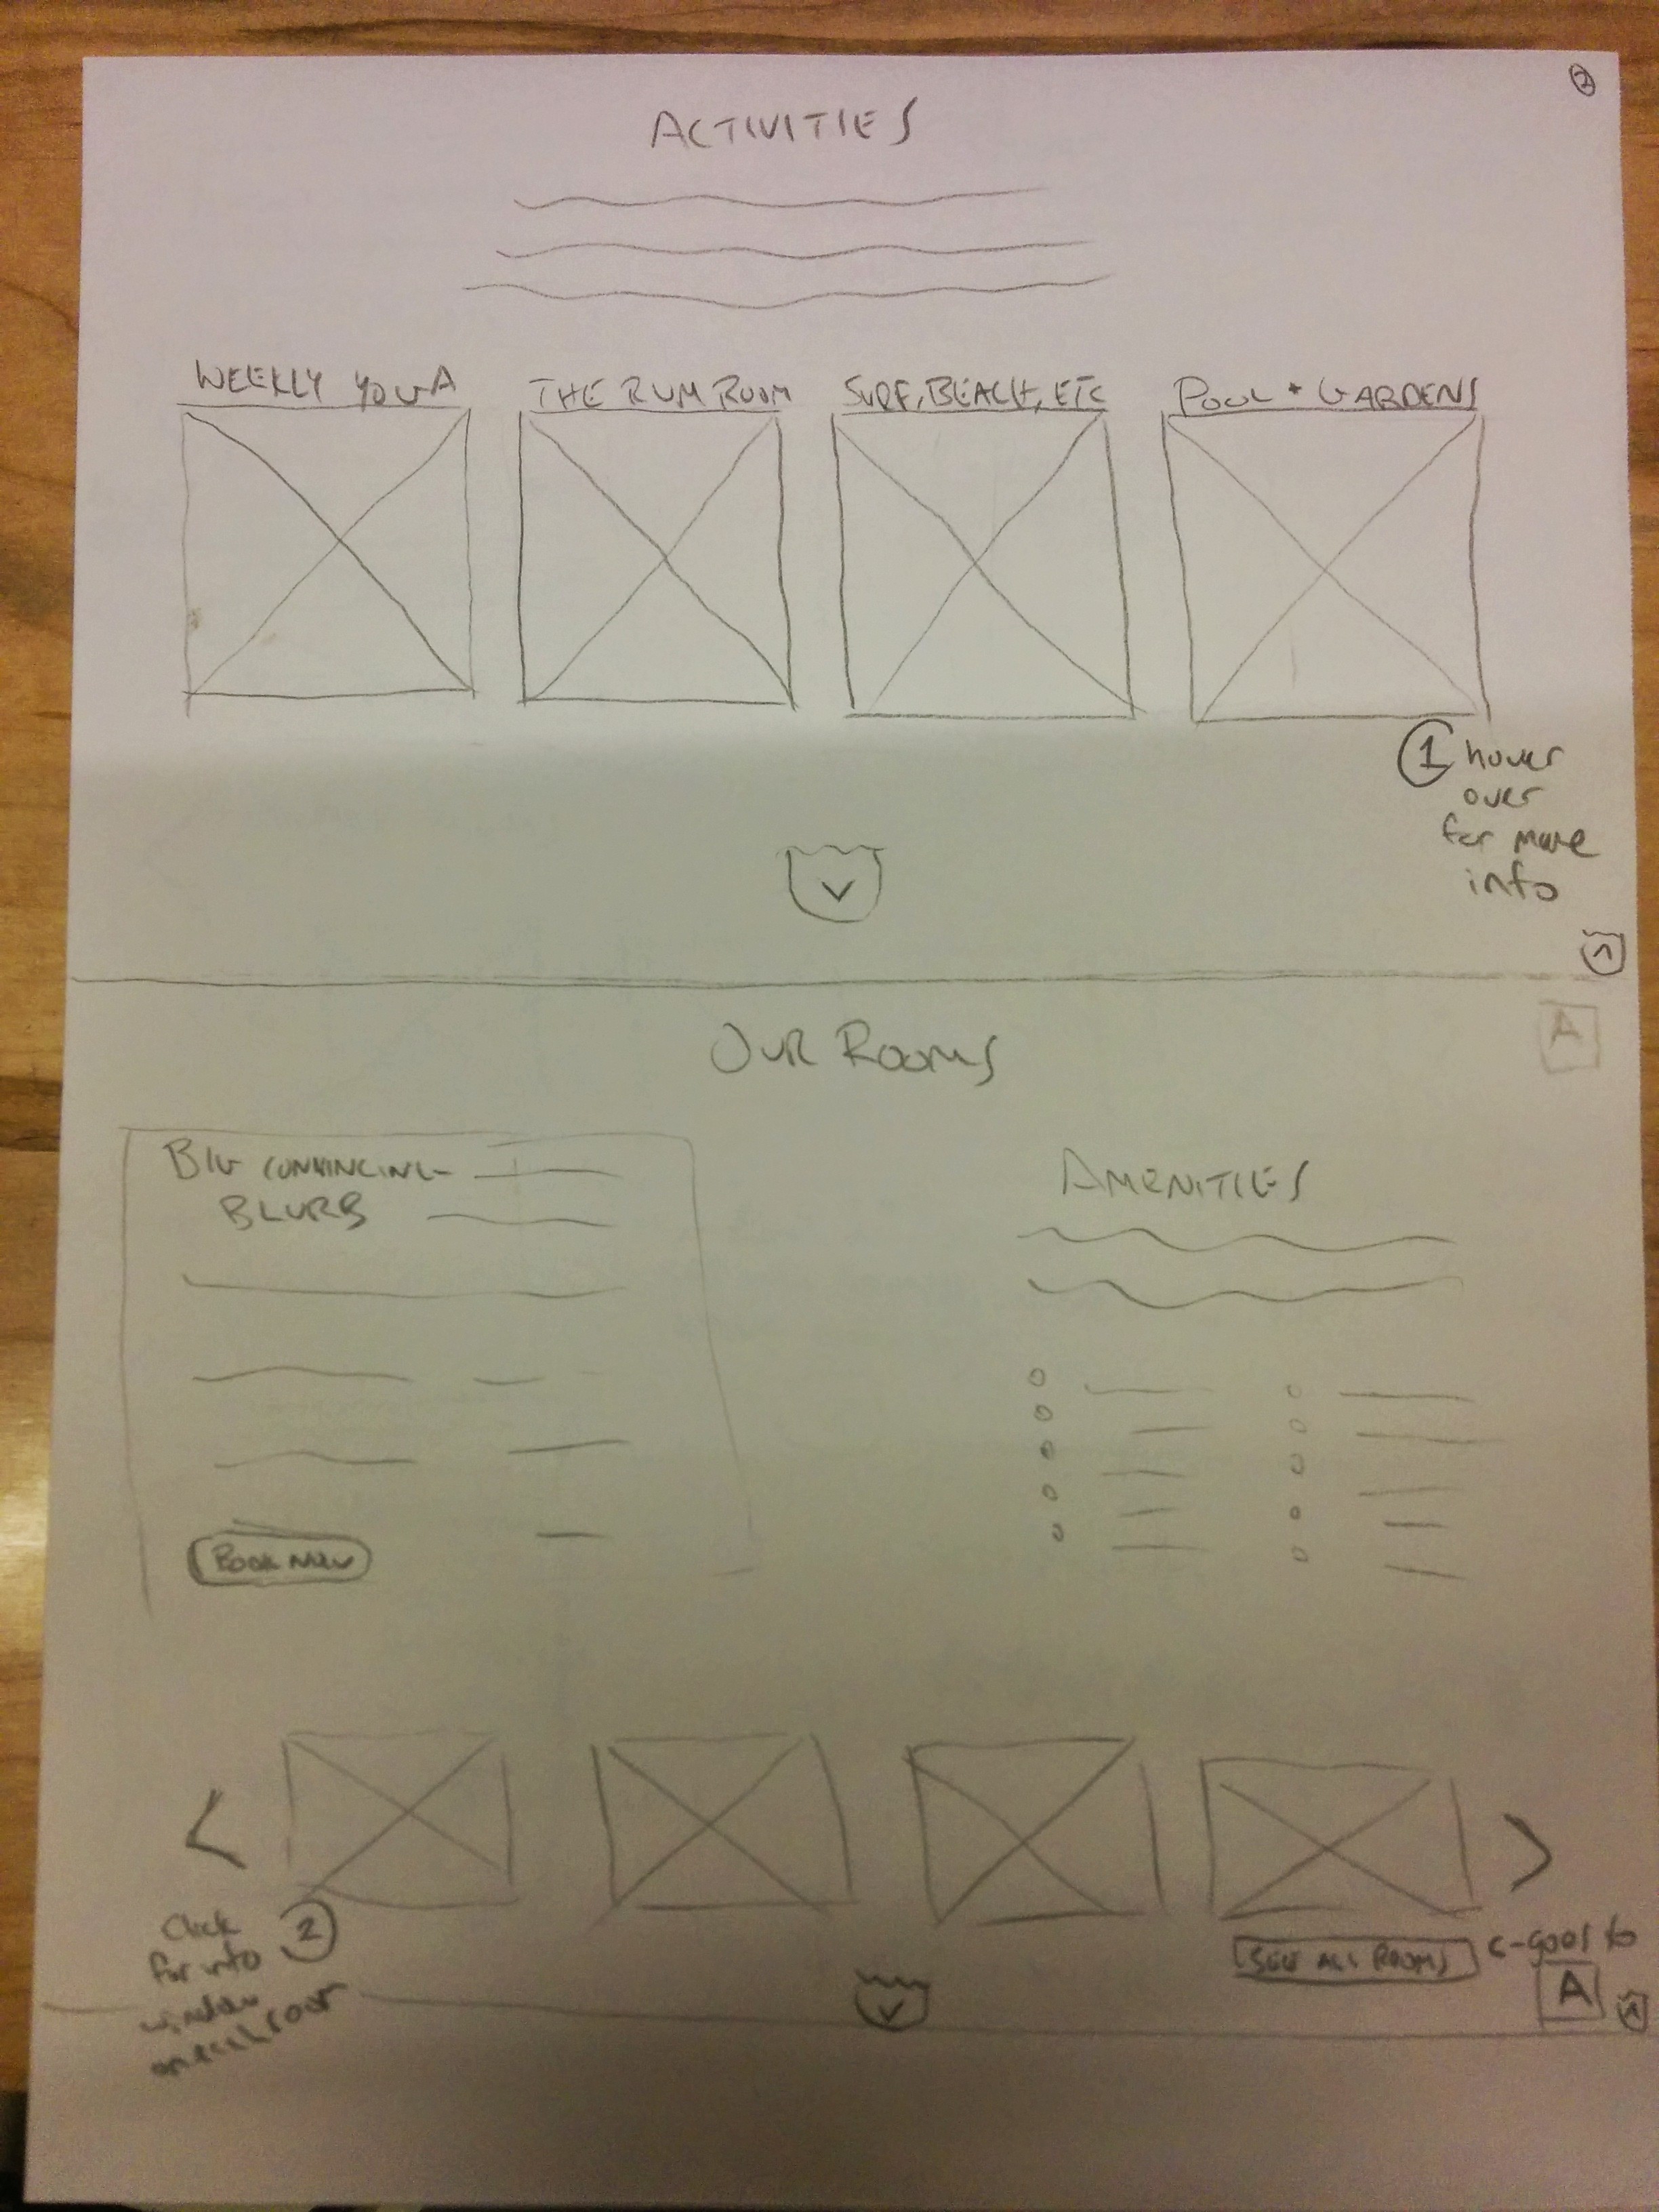 2
ACTIVITIES
WEEKLY YOGA THE RUM ROOM SURF, BEACH, ETC POOL + GARDENS
1 hover
over
for more
info
OUR ROOMS
A
BIG CONVINCING
BLURB
AMENITIES
BOOK NOW
Click 2
for info
window
on each room
SEE ALL ROOMS goes to
A